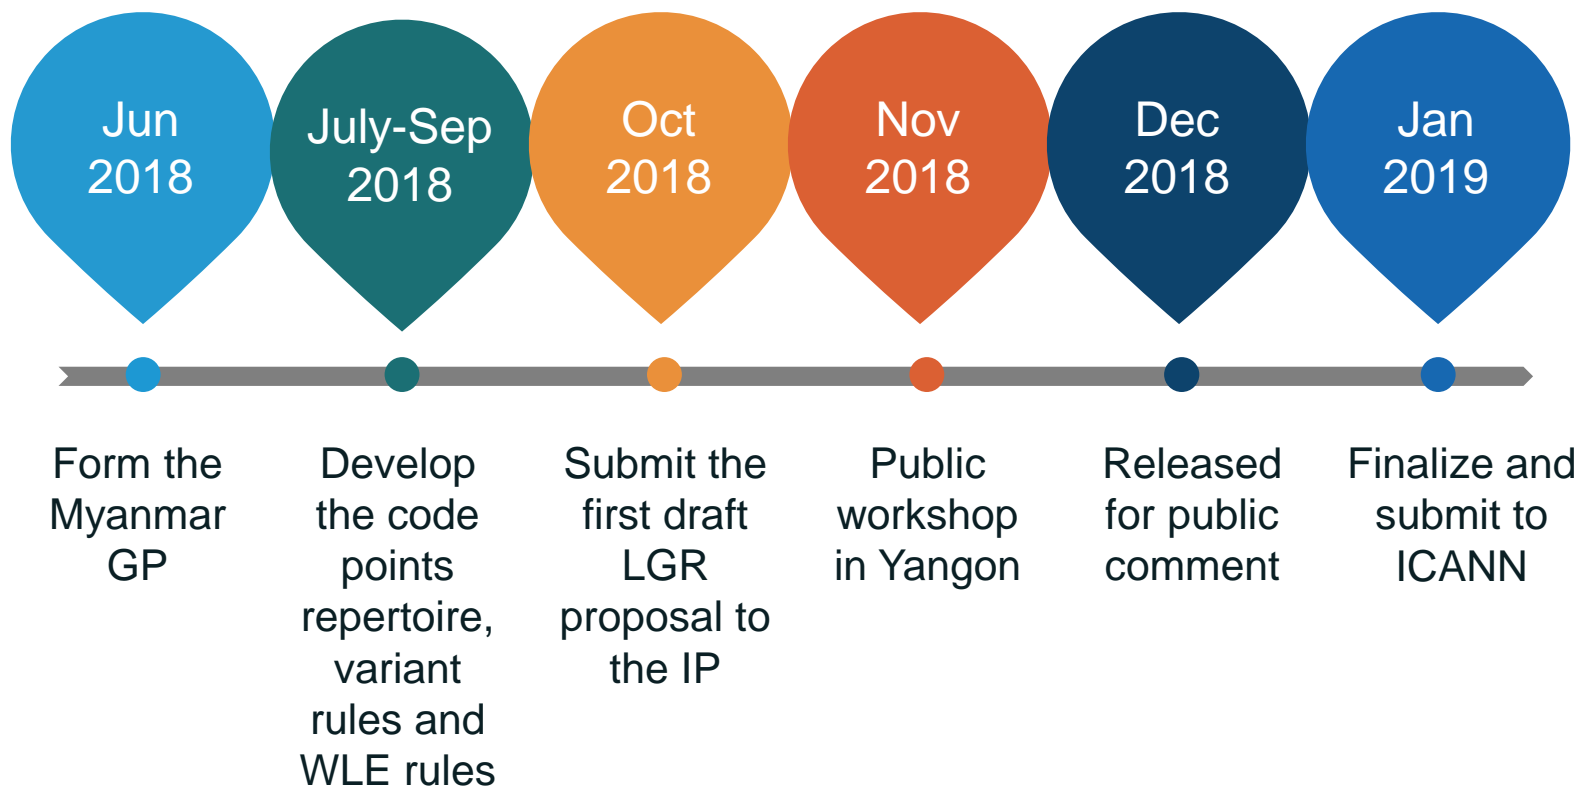 Jun
2018
July-Sep
2018
Oct
2018
Nov
2018
Dec
2018
Jan
2019
Form the
Myanmar
GP
Develop
the code
points
repertoire,
variant
rules and
WLE rules
Submit the
first draft
LGR
proposal to
the IP
Public
workshop
in Yangon
Released
for public
comment
Finalize and
submit to
ICANN